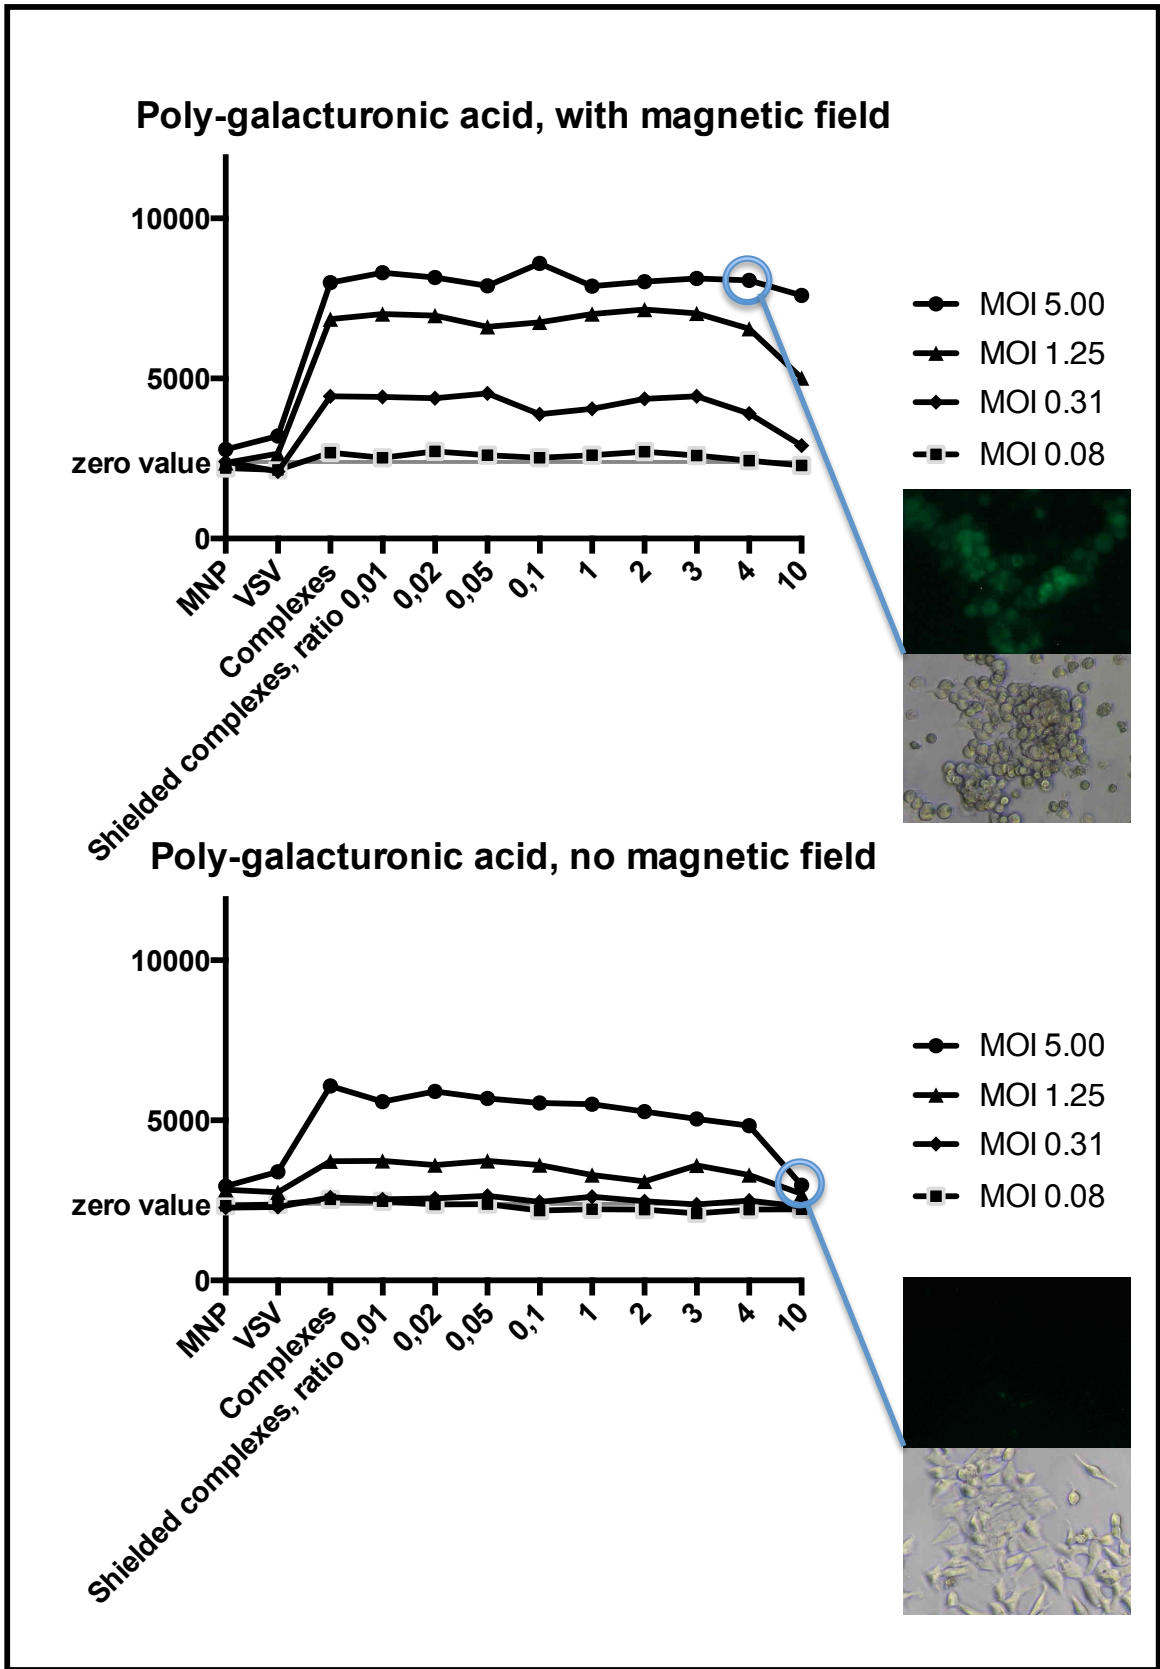 Poly-galacturonic acid, with magnetic field
10000
5000
zero value
0
MNP
VSV
Complexes
Shielded complexes, ratio 0,01
0,02
0,05
0,1
1
2
3
4
10
MOI 5.00
MOI 1.25
MOI 0.31
MOI 0.08
Poly-galacturonic acid, no magnetic field
10000
5000
zero value
0
MNP
VSV
Complexes
Shielded complexes, ratio 0,01
0,02
0,05
0,1
1
2
3
4
10
MOI 5.00
MOI 1.25
MOI 0.31
MOI 0.08